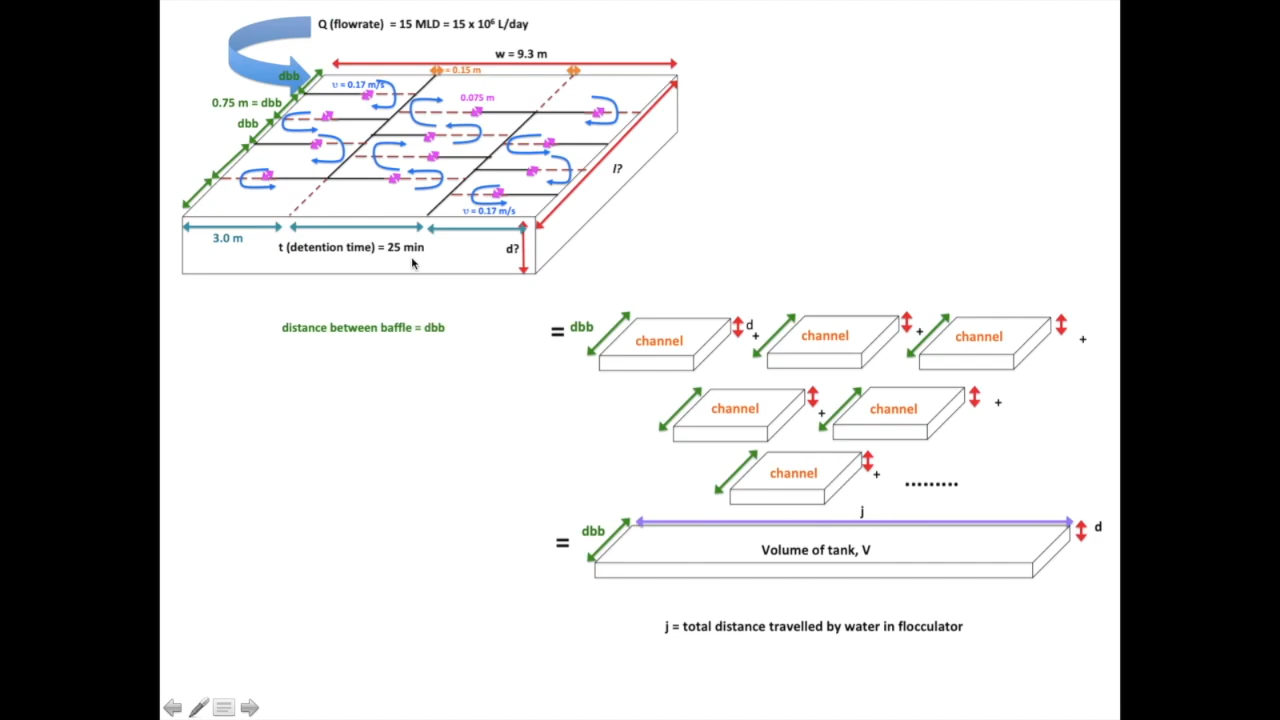 Q (flowrate) = 15 MLD = 15 x 10⁶ L/day
w = 9.3 m
= 0.15 m
dbb
υ = 0.17 m/s
0.75 m = dbb
0.075 m
dbb
l?
υ = 0.17 m/s
3.0 m
t (detention time) = 25 min
d?
distance between baffle = dbb
= dbb channel d + channel + channel +
channel + channel +
channel + .........
j
= dbb Volume of tank, V d
j = total distance travelled by water in flocculator